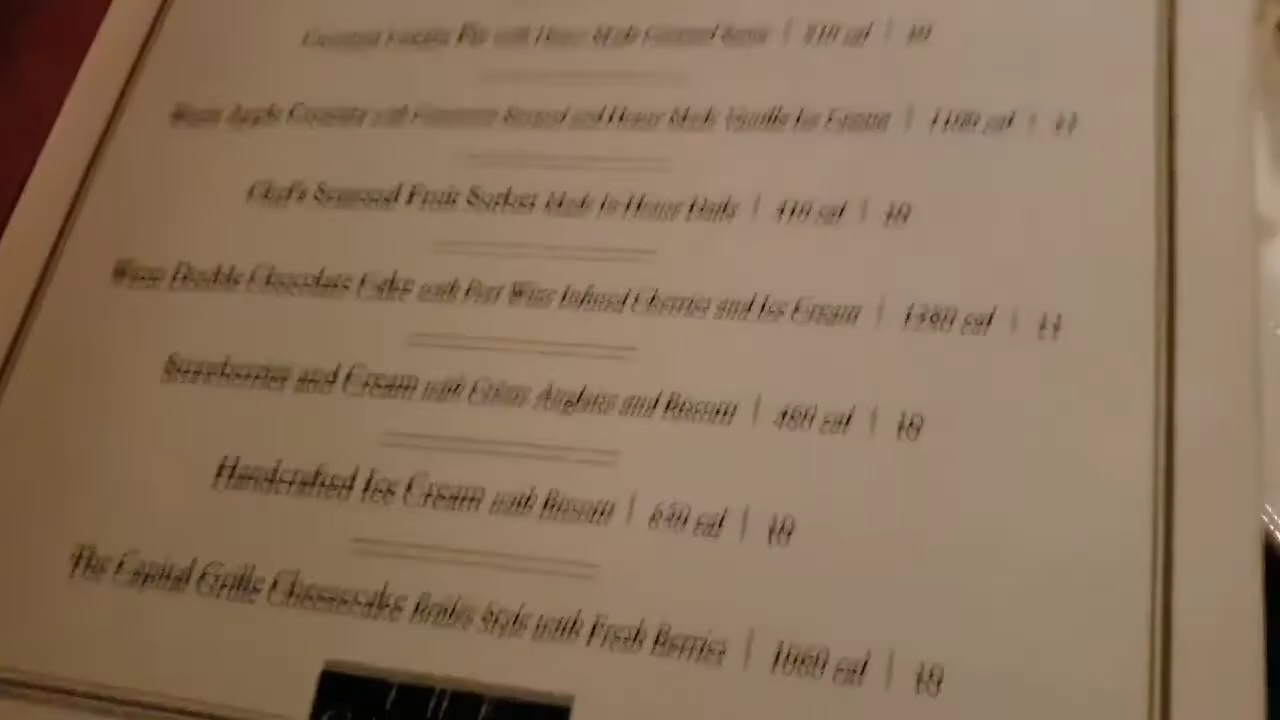 Coconut Cream Pie with House Made Caramel Sauce | 810 cal | 10
Warm Apple Crostata with Cinnamon Streusel and House Made Vanilla Ice Cream | 1100 cal | 11
Chef's Seasonal Fruit Sorbet Made In House Daily | 410 cal | 10
Warm Double Chocolate Cake with Port Wine Infused Cherries and Ice Cream | 1280 cal | 11
Strawberries and Cream with Crème Anglaise and Biscotti | 460 cal | 10
Handcrafted Ice Cream with Biscotti | 640 cal | 10
The Capital Grille Cheesecake Brûlée Style with Fresh Berries | 1060 cal | 10